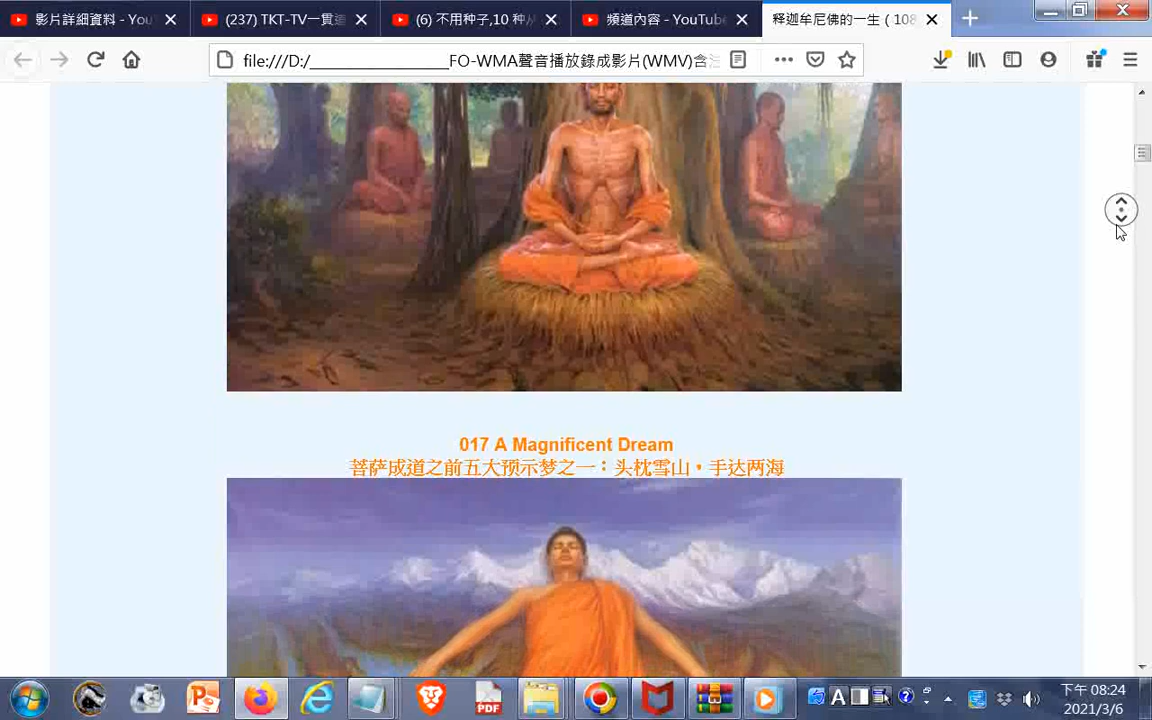 影片詳細資料 - You
(237) TKT-TV一貫道
(6) 不用种子,10 种
頻道內容 - YouTube
释迦牟尼佛的一生 ( 108
file:///D:/________________FO-WMA聲音播放錄成影片(WMV)含
017 A Magnificent Dream
菩萨成道之前五大预示梦之一：头枕雪山，手达两海
PDF
A
下午 08:24
2021/3/6